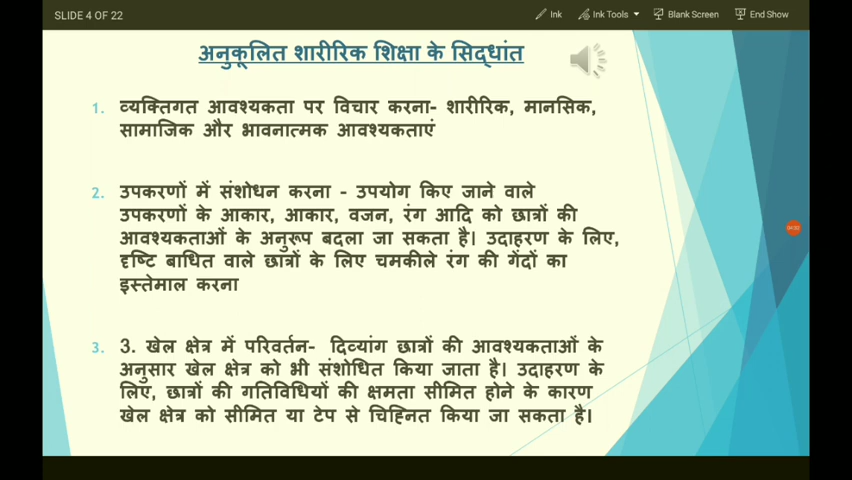 SLIDE 4 OF 22
Ink Ink Tools Blank Screen End Show
अनुकूलित शारीरिक शिक्षा के सिद्धांत
1. व्यक्तिगत आवश्यकता पर विचार करना- शारीरिक, मानसिक,
सामाजिक और भावनात्मक आवश्यकताएं
2. उपकरणों में संशोधन करना - उपयोग किए जाने वाले
उपकरणों के आकार, आकार, वजन, रंग आदि को छात्रों की
आवश्यकताओं के अनुरूप बदला जा सकता है। उदाहरण के लिए,
दृष्टि बाधित वाले छात्रों के लिए चमकीले रंग की गेंदों का
इस्तेमाल करना
3. 3. खेल क्षेत्र में परिवर्तन- दिव्यांग छात्रों की आवश्यकताओं के
अनुसार खेल क्षेत्र को भी संशोधित किया जाता है। उदाहरण के
लिए, छात्रों की गतिविधियों की क्षमता सीमित होने के कारण
खेल क्षेत्र को सीमित या टेप से चिह्नित किया जा सकता है।